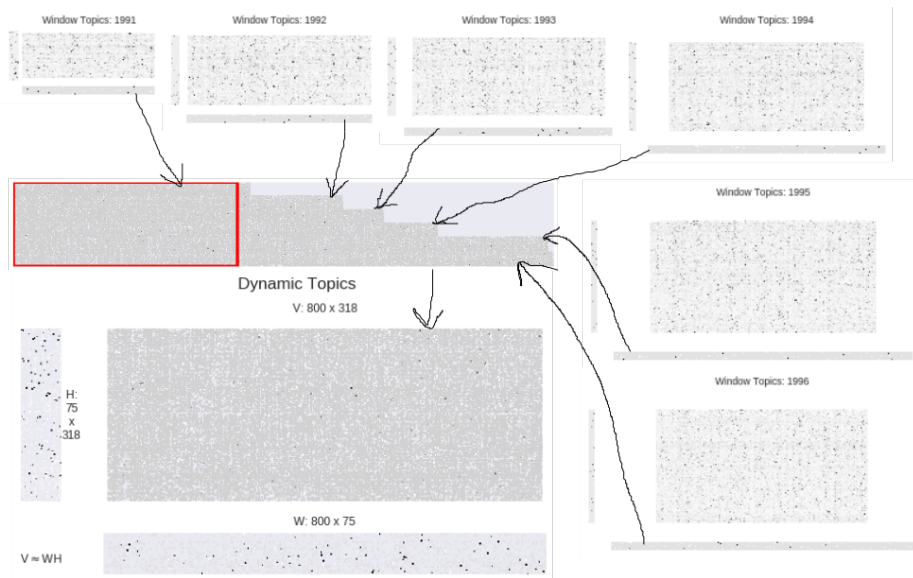 Window Topics: 1991
Window Topics: 1992
Window Topics: 1993
Window Topics: 1994
Window Topics: 1995
Dynamic Topics
V: 800 x 318
H:
75
x
318
Window Topics: 1996
W: 800 x 75
V ≈ WH